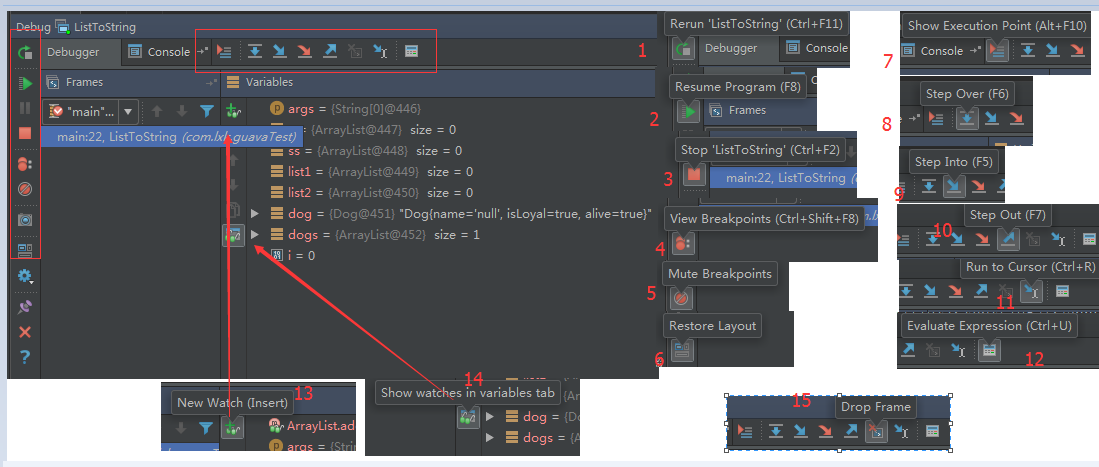 Debug ListToString
Debugger Console
Frames
Variables
"main"...
main:22, ListToString (com.lxk.guavaTest)
args = {String[0]@446}
{ArrayList@447} size = 0
ss = {ArrayList@448} size = 0
list1 = {ArrayList@449} size = 0
list2 = {ArrayList@450} size = 0
dog = {Dog@451} "Dog{name='null', isLoyal=true, alive=true}"
dogs = {ArrayList@452} size = 1
i = 0
1
Rerun 'ListToString' (Ctrl+F11)
Debugger Console
Resume Program (F8)
2
Frames
Stop 'ListToString' (Ctrl+F2)
3
main:22, ListToString
View Breakpoints (Ctrl+Shift+F8)
4
Mute Breakpoints
5
Restore Layout
6
Show Execution Point (Alt+F10)
7
Console
Step Over (F6)
8
Step Into (F5)
9
Step Out (F7)
10
Run to Cursor (Ctrl+R)
11
Evaluate Expression (Ctrl+U)
12
13
New Watch (Insert)
ArrayList.ad
args = {String
14
Show watches in variables tab
dog = {Do
dogs = {A
15
Drop Frame